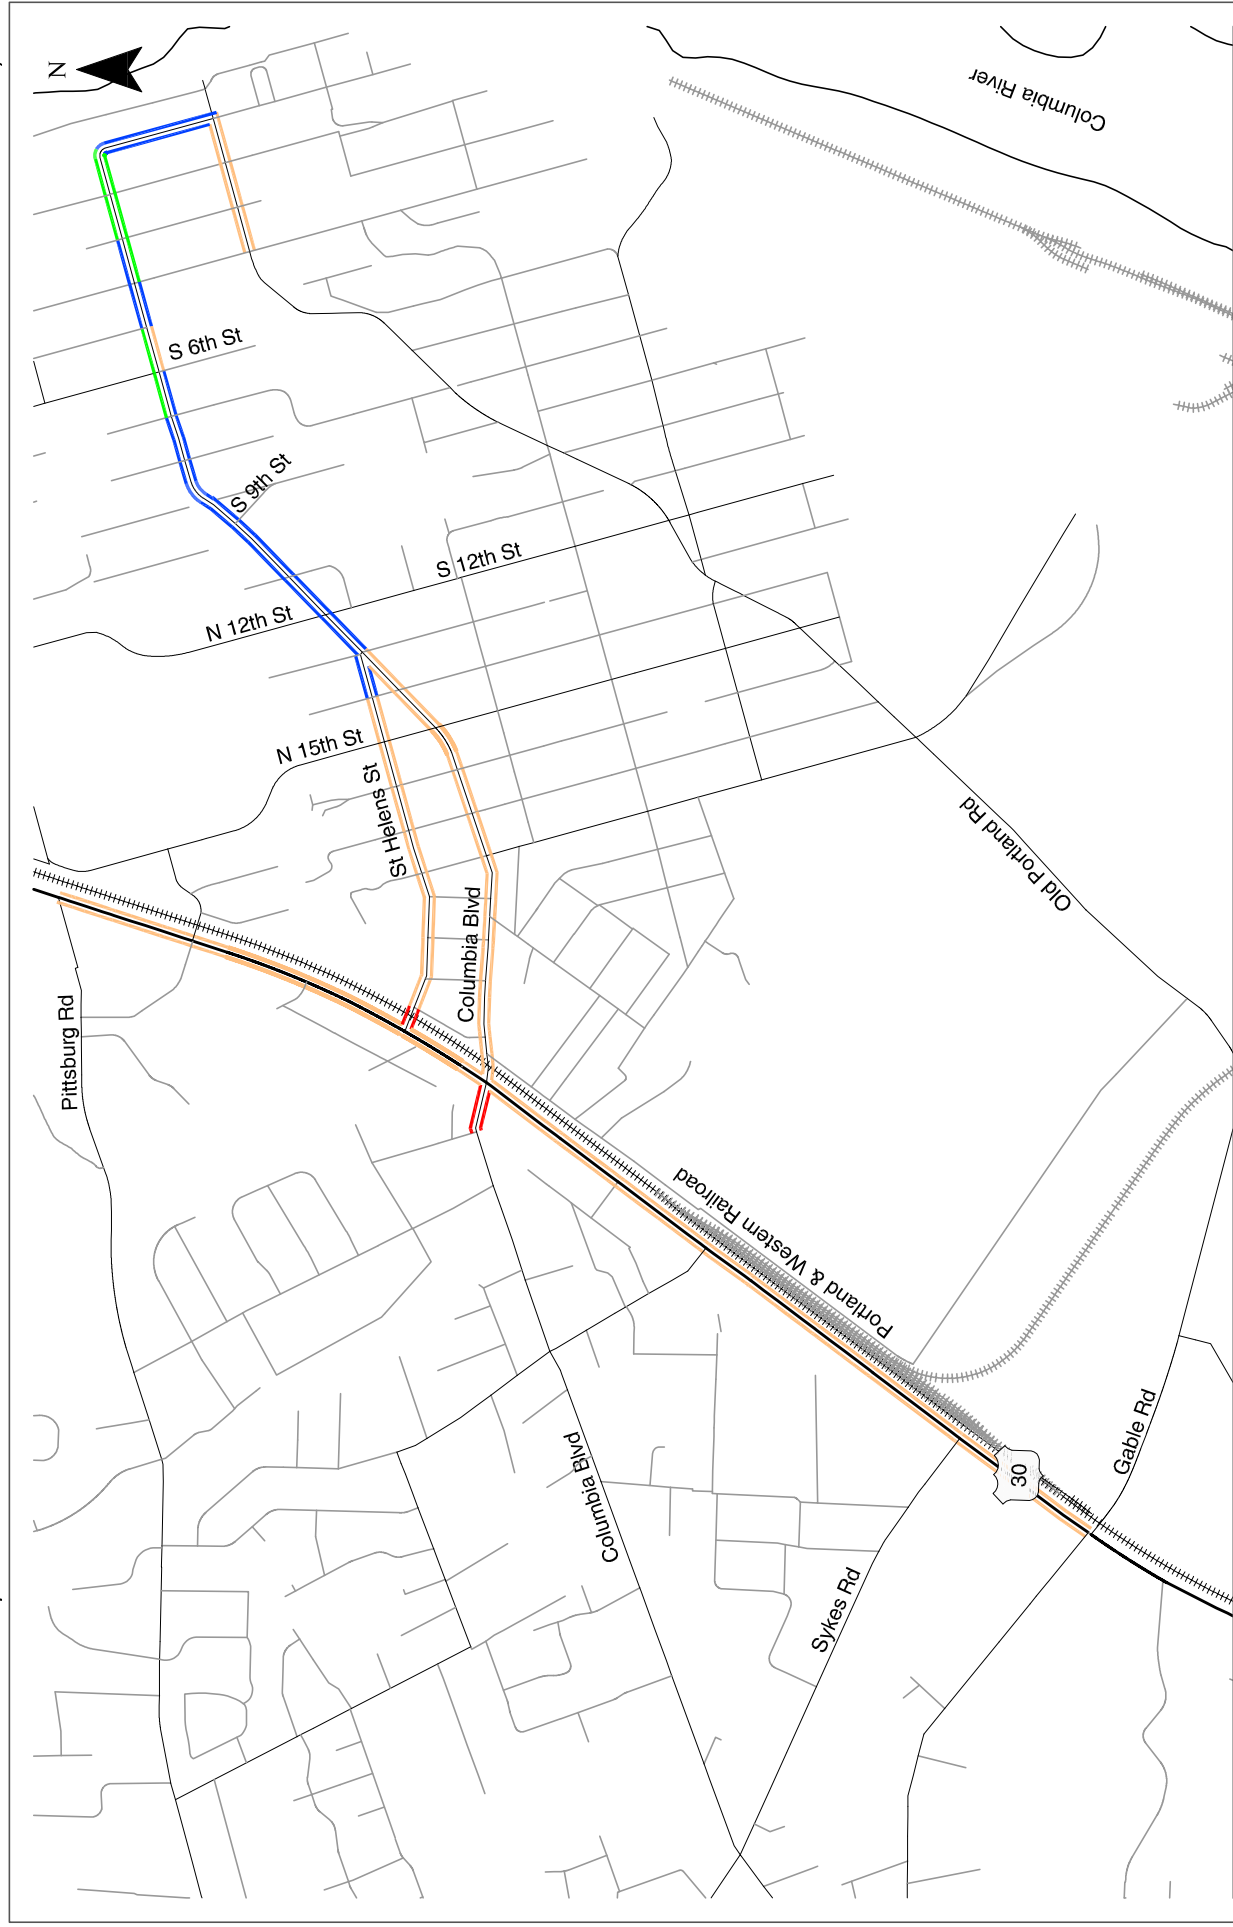 N
Columbia River
S 6th St
S 9th St
S 12th St
N 12th St
N 15th St
St Helens St
Columbia Blvd
Old Portland Rd
Pittsburg Rd
Portland & Western Railroad
30
Gable Rd
Columbia Blvd
Sykes Rd